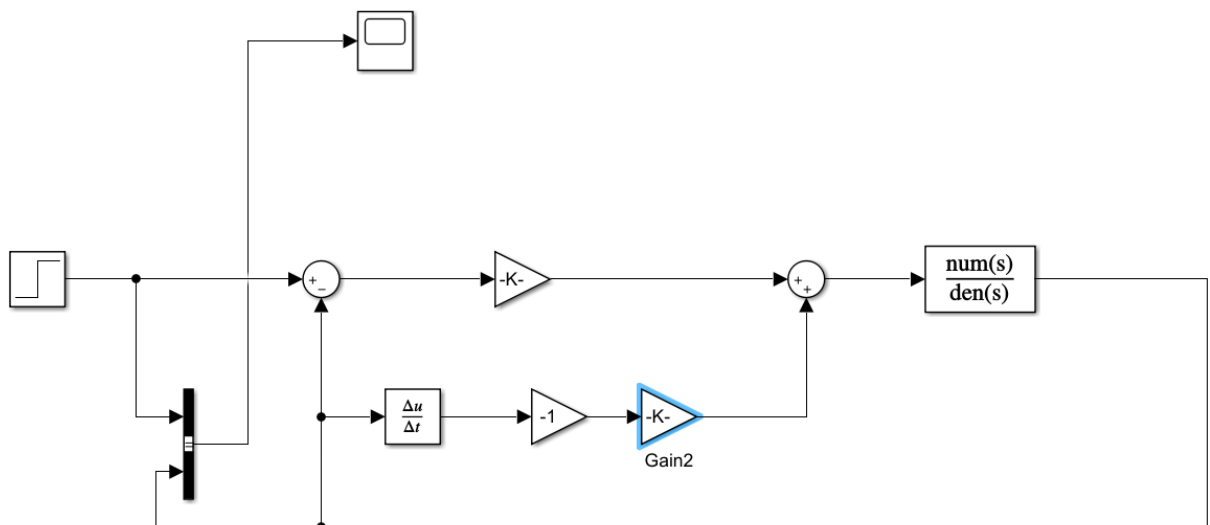 +
−
-K-
+
+
num(s)
den(s)
Δu
Δt
-1
-K-
Gain2